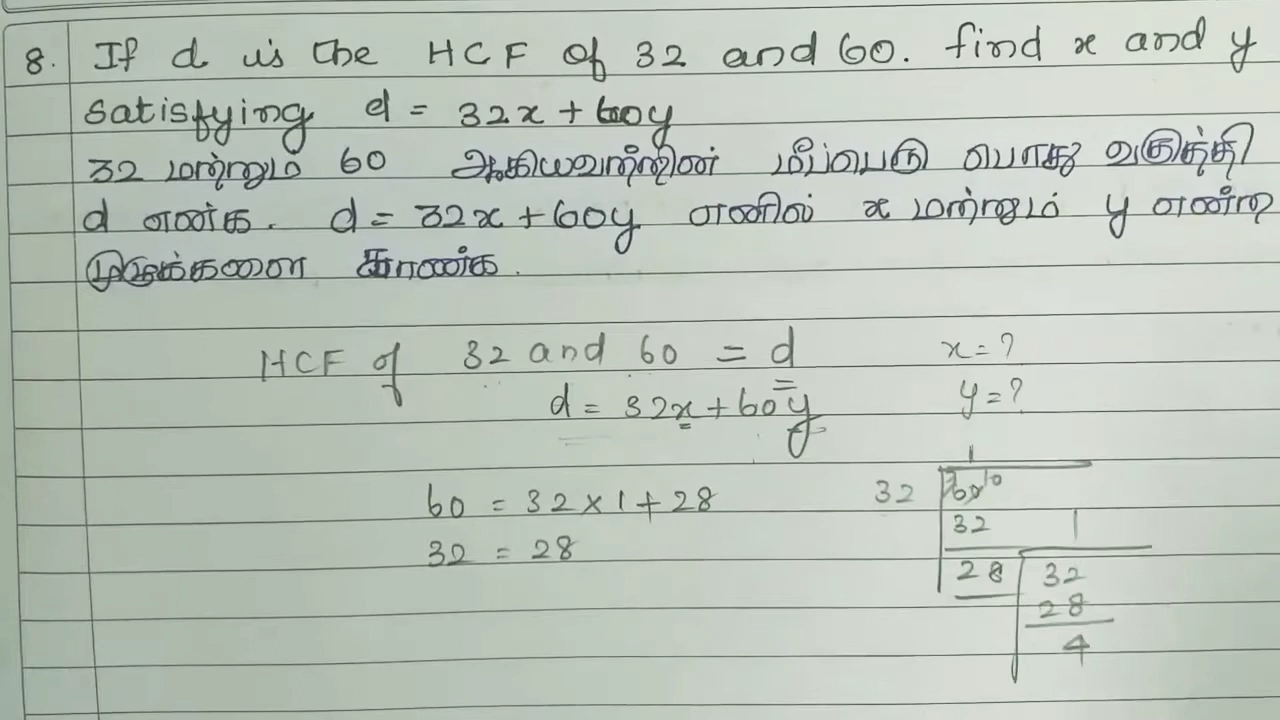 8. If d is the HCF of 32 and 60. find x and y
satisfying d = 32x + 60y
32 மற்றும் 60 ஆகியவற்றின் மீப்பெரு பொது வகுத்தி
d என்க. d = 32x + 60y எனில் x மற்றும் y என்ற
முழுக்களை காண்க.
HCF of 32 and 60 = d x = ?
d = 32x + 60y y = ?
1
60 = 32 × 1 + 28 32 60
32 = 28 32 1
28 32
28
4